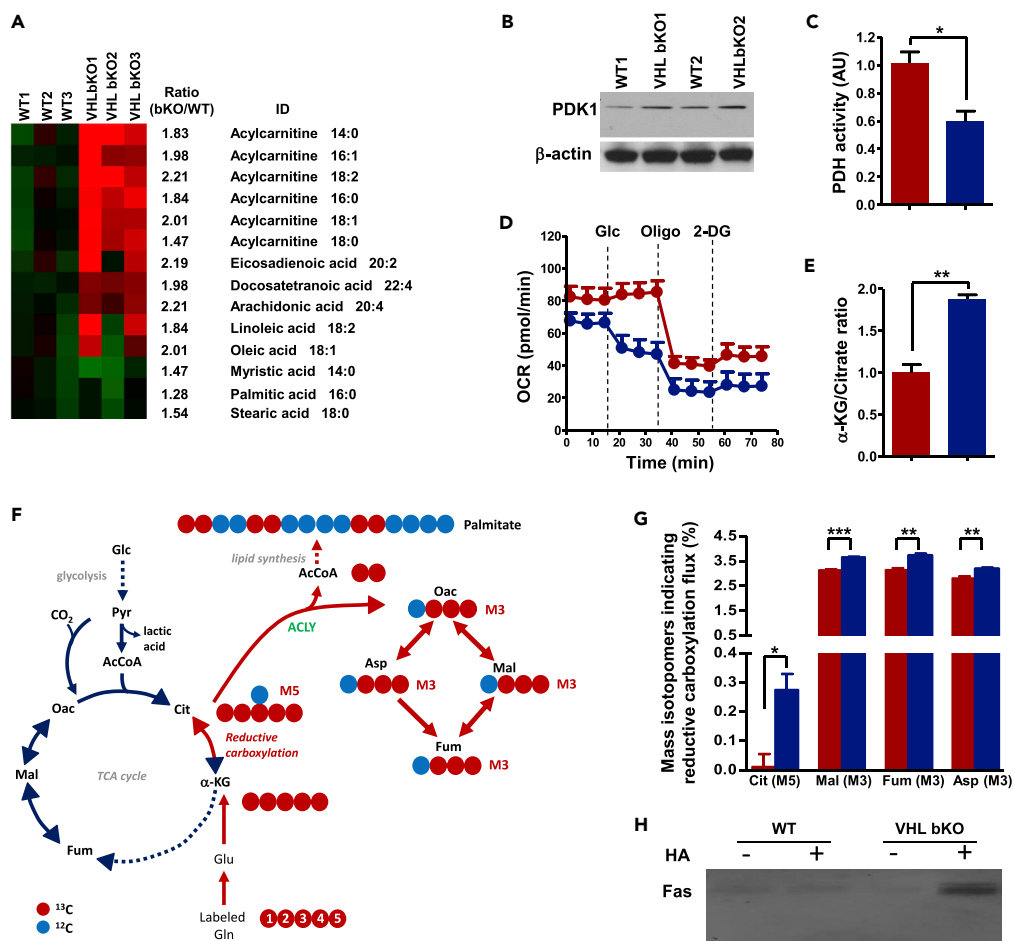 A
WT1 WT2 WT3 VHLbKO1 VHL bKO2 VHL bKO3
Ratio
(bKO/WT) ID
1.83 Acylcarnitine 14:0
1.98 Acylcarnitine 16:1
2.21 Acylcarnitine 18:2
1.84 Acylcarnitine 16:0
2.01 Acylcarnitine 18:1
1.47 Acylcarnitine 18:0
2.19 Eicosadienoic acid 20:2
1.98 Docosatetranoic acid 22:4
2.21 Arachidonic acid 20:4
1.84 Linoleic acid 18:2
2.01 Oleic acid 18:1
1.47 Myristic acid 14:0
1.28 Palmitic acid 16:0
1.54 Stearic acid 18:0
B
WT1 VHL bKO1 WT2 VHLbKO2
PDK1
β-actin
C
PDH activity (AU)
1.2
1.0
0.8
0.6
0.4
0.2
0.0
*
D
Glc Oligo 2-DG
OCR (pmol/min)
120
100
80
60
40
20
0
0 10 20 30 40 50 60 70 80
Time (min)
E
α-KG/Citrate ratio
2.0
1.5
1.0
0.5
0.0
**
F
Palmitate
lipid synthesis
Glc
glycolysis
AcCoA
Oac
CO2
Pyr
lactic
acid
ACLY
M3
AcCoA
Asp
Mal
M3
M3
Oac
Cit
M5
Reductive
carboxylation
Fum
M3
Mal
TCA cycle
α-KG
Fum
Glu
13C
12C
Labeled
Gln
1 2 3 4 5
G
Mass isotopomers indicating
reductive carboxylation flux (%)
4.5
3.5
2.5
1.5
0.5
0.4
0.3
0.2
0.1
0.0
* *** ** **
Cit (M5) Mal (M3) Fum (M3) Asp (M3)
H
WT VHL bKO
HA - + - +
Fas